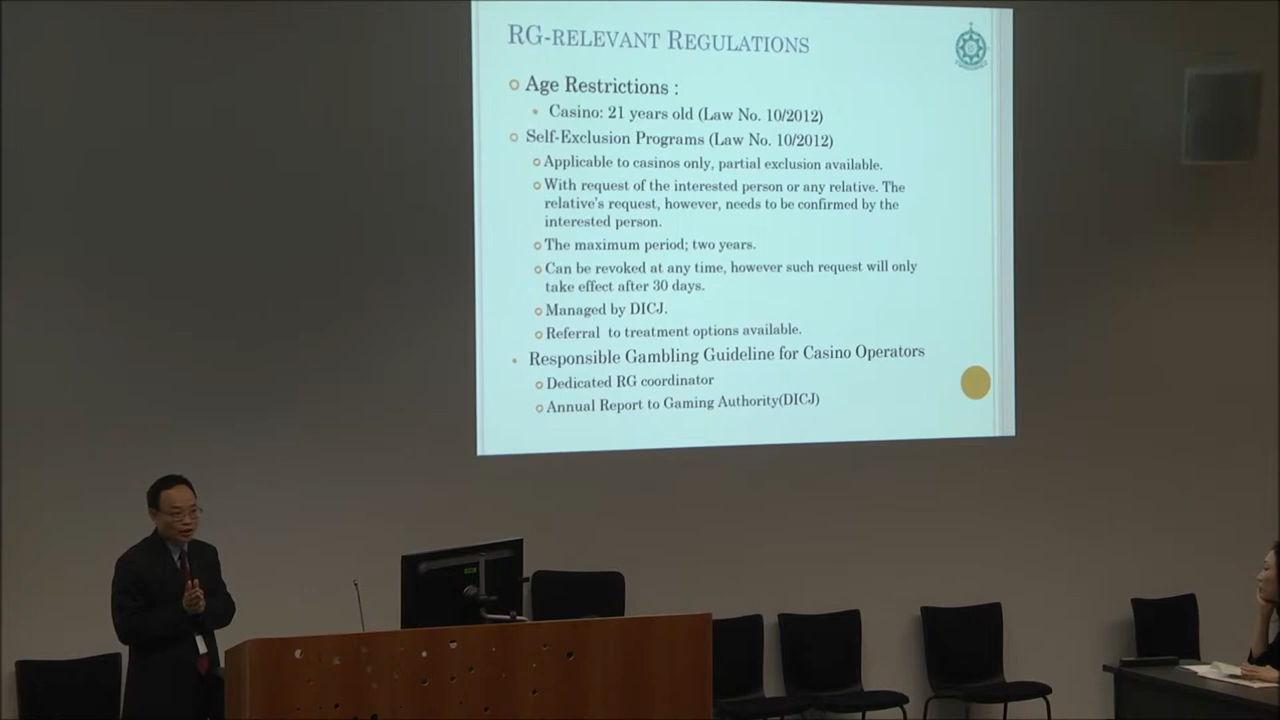 RG-RELEVANT REGULATIONS
Age Restrictions :
Casino: 21 years old (Law No. 10/2012)
Self-Exclusion Programs (Law No. 10/2012)
Applicable to casinos only, partial exclusion available.
With request of the interested person or any relative. The
relative's request, however, needs to be confirmed by the
interested person.
The maximum period; two years.
Can be revoked at any time, however such request will only
take effect after 30 days.
Managed by DICJ.
Referral to treatment options available.
Responsible Gambling Guideline for Casino Operators
Dedicated RG coordinator
Annual Report to Gaming Authority(DICJ)